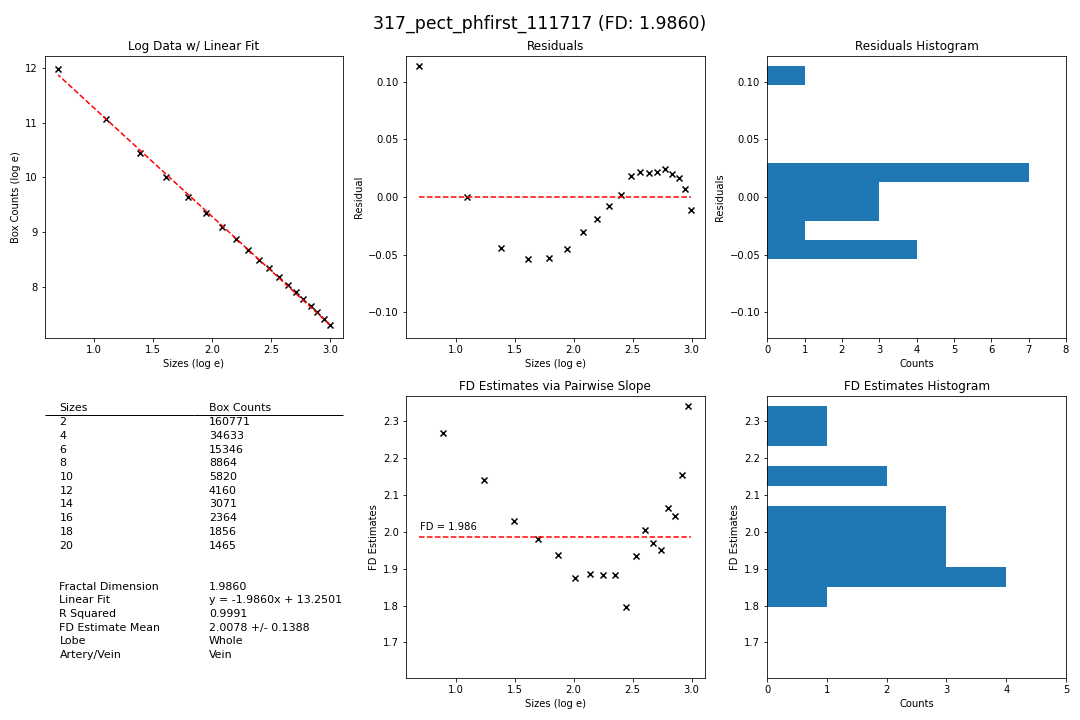 317_pect_phfirst_111717 (FD: 1.9860)
Log Data w/ Linear Fit
Box Counts (log e)
12
11
10
9
8
1.0 1.5 2.0 2.5 3.0
Sizes (log e)
Residuals
Residual
0.10
0.05
0.00
−0.05
−0.10
1.0 1.5 2.0 2.5 3.0
Sizes (log e)
Residuals Histogram
Residuals
0.10
0.05
0.00
−0.05
−0.10
0 1 2 3 4 5 6 7 8
Counts
Sizes Box Counts
2 160771
4 34633
6 15346
8 8864
10 5820
12 4160
14 3071
16 2364
18 1856
20 1465
Fractal Dimension 1.9860
Linear Fit y = -1.9860x + 13.2501
R Squared 0.9991
FD Estimate Mean 2.0078 +/- 0.1388
Lobe Whole
Artery/Vein Vein
FD Estimates via Pairwise Slope
FD Estimates
2.3
2.2
2.1
2.0
1.9
1.8
1.7
FD = 1.986
1.0 1.5 2.0 2.5 3.0
Sizes (log e)
FD Estimates Histogram
FD Estimates
2.3
2.2
2.1
2.0
1.9
1.8
1.7
0 1 2 3 4 5
Counts